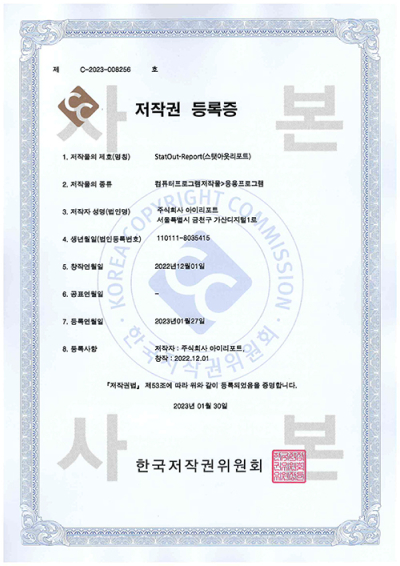 제 C-2023-008256 호
저작권 등록증
1. 저작물의 제호(명칭) StatOut-Report(스탯아웃리포트)
2. 저작물의 종류 컴퓨터프로그램저작물>응용프로그램
3. 저작자 성명(법인명) 주식회사 아이리포트
서울특별시 금천구 가산디지털1로
4. 생년월일(법인등록번호) 110111-8035415
5. 창작연월일 2022년12월01일
6. 공표연월일 -
7. 등록연월일 2023년01월27일
8. 등록사항 저작자 : 주식회사 아이리포트,
창작 : 2022.12.01
『저작권법』 제53조에 따라 위와 같이 등록되었음을 증명합니다.
2023년 01월 30일
한국저작권위원회
사 본
사 본
KOREA COPYRIGHT COMMISSION
한국저작권위원회